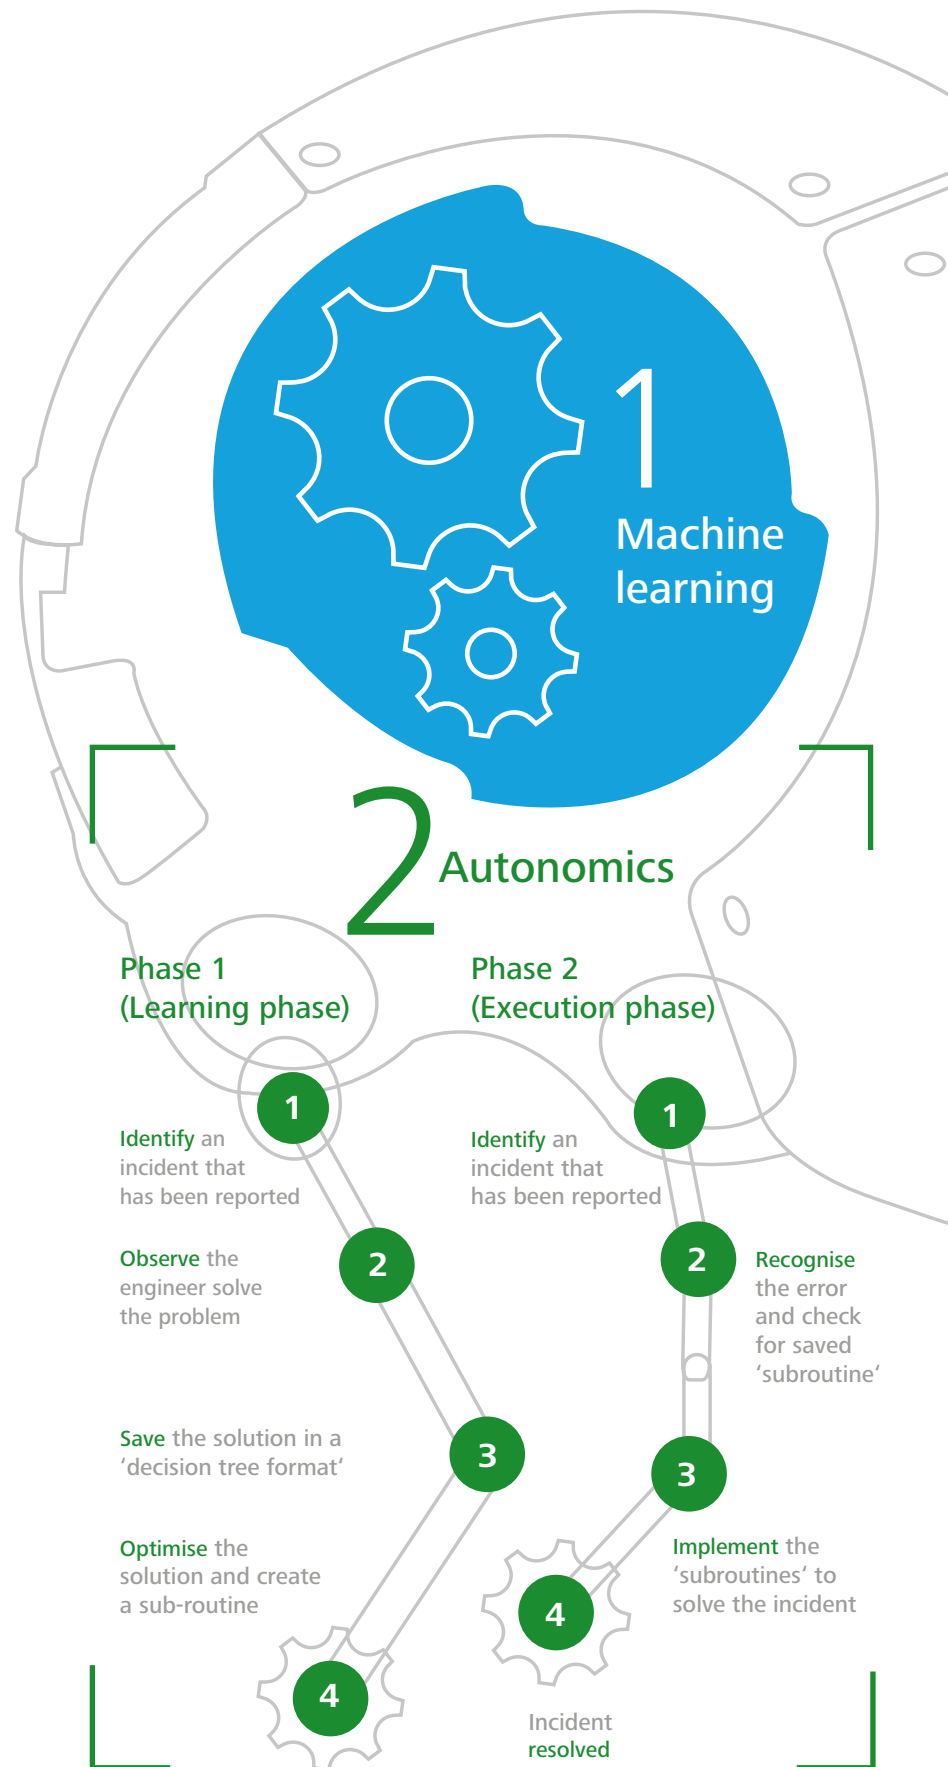 1
Machine
learning
2
Autonomics
Phase 1
(Learning phase)
1
Identify an
incident that
has been reported
2
Observe the
engineer solve
the problem
3
Save the solution in a
'decision tree format'
Optimise the
solution and create
a sub-routine
4
Phase 2
(Execution phase)
1
Identify an
incident that
has been reported
2
Recognise
the error
and check
for saved
'subroutine'
3
Implement the
'subroutines' to
solve the incident
4
Incident
resolved